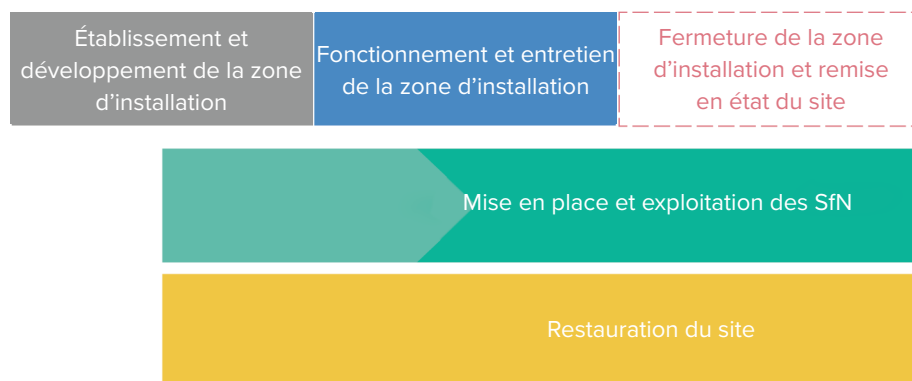 Établissement et
développement de la zone
d’installation
Fonctionnement et entretien
de la zone d’installation
Fermeture de la zone
d’installation et remise
en état du site
Mise en place et exploitation des SfN
Restauration du site